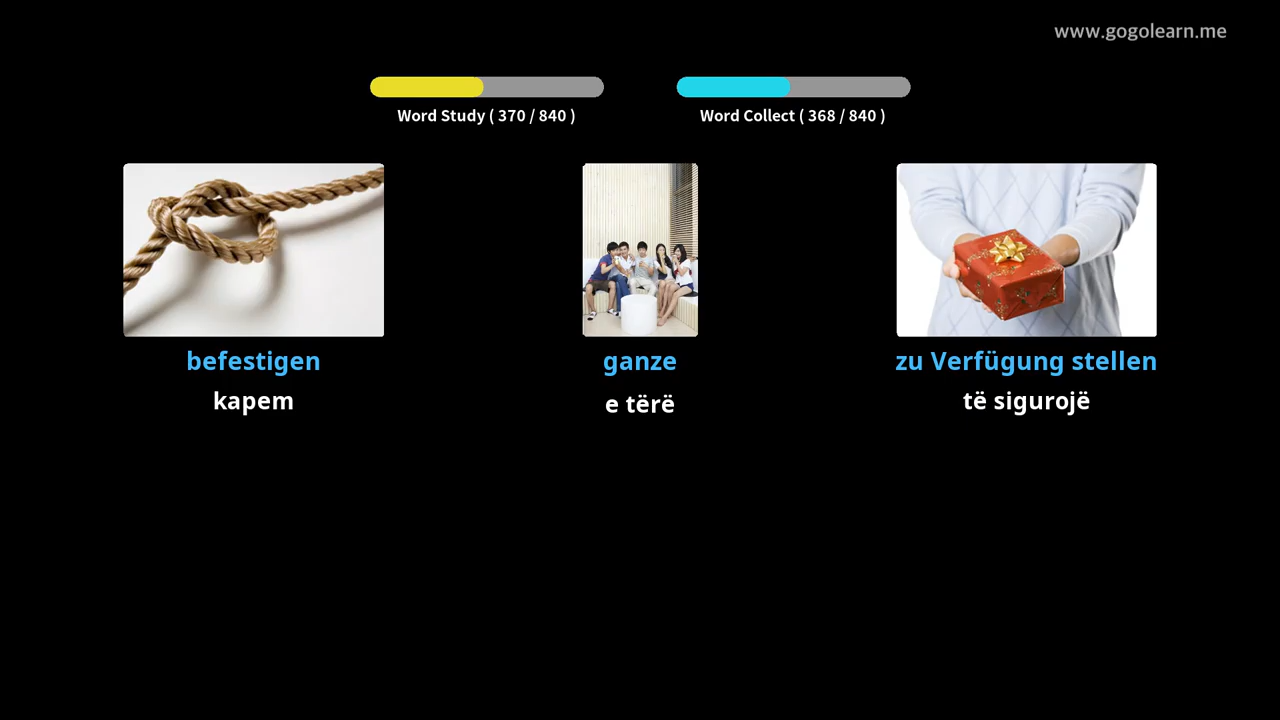 www.gogolearn.me
Word Study ( 370 / 840 )
Word Collect ( 368 / 840 )
befestigen
kapem
ganze
e tërë
zu Verfügung stellen
të sigurojë